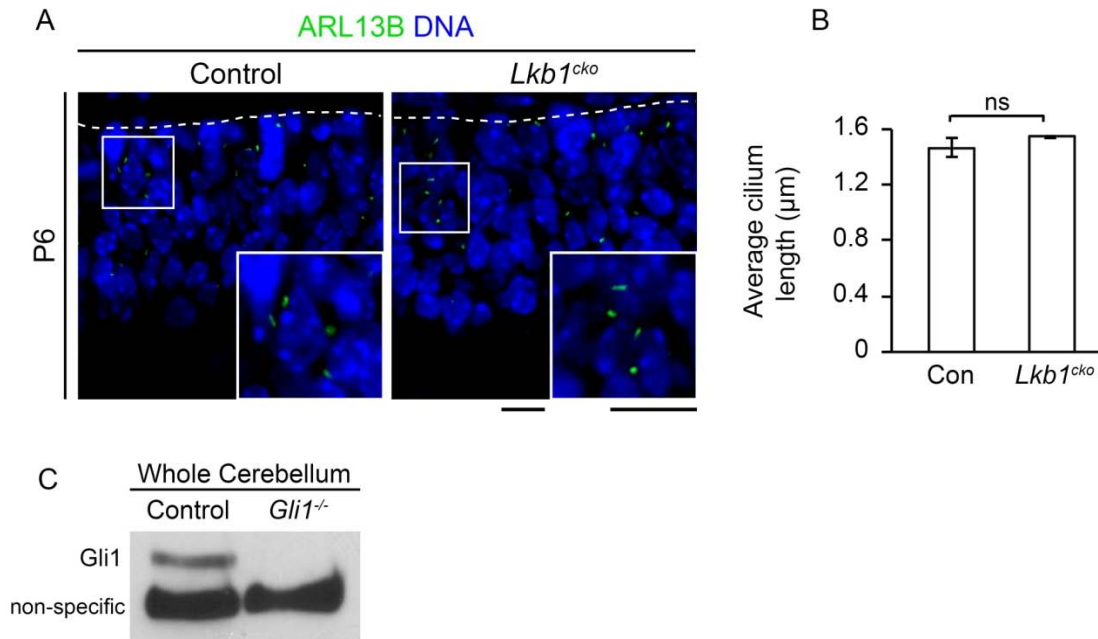 A
ARL13B DNA
Control
Lkb1cko
P6
B
ns
Average cilium
length (µm)
1.6
1.2
0.8
0.4
0
Con
Lkb1cko
C
Whole Cerebellum
Control
Gli1-/-
Gli1
non-specific